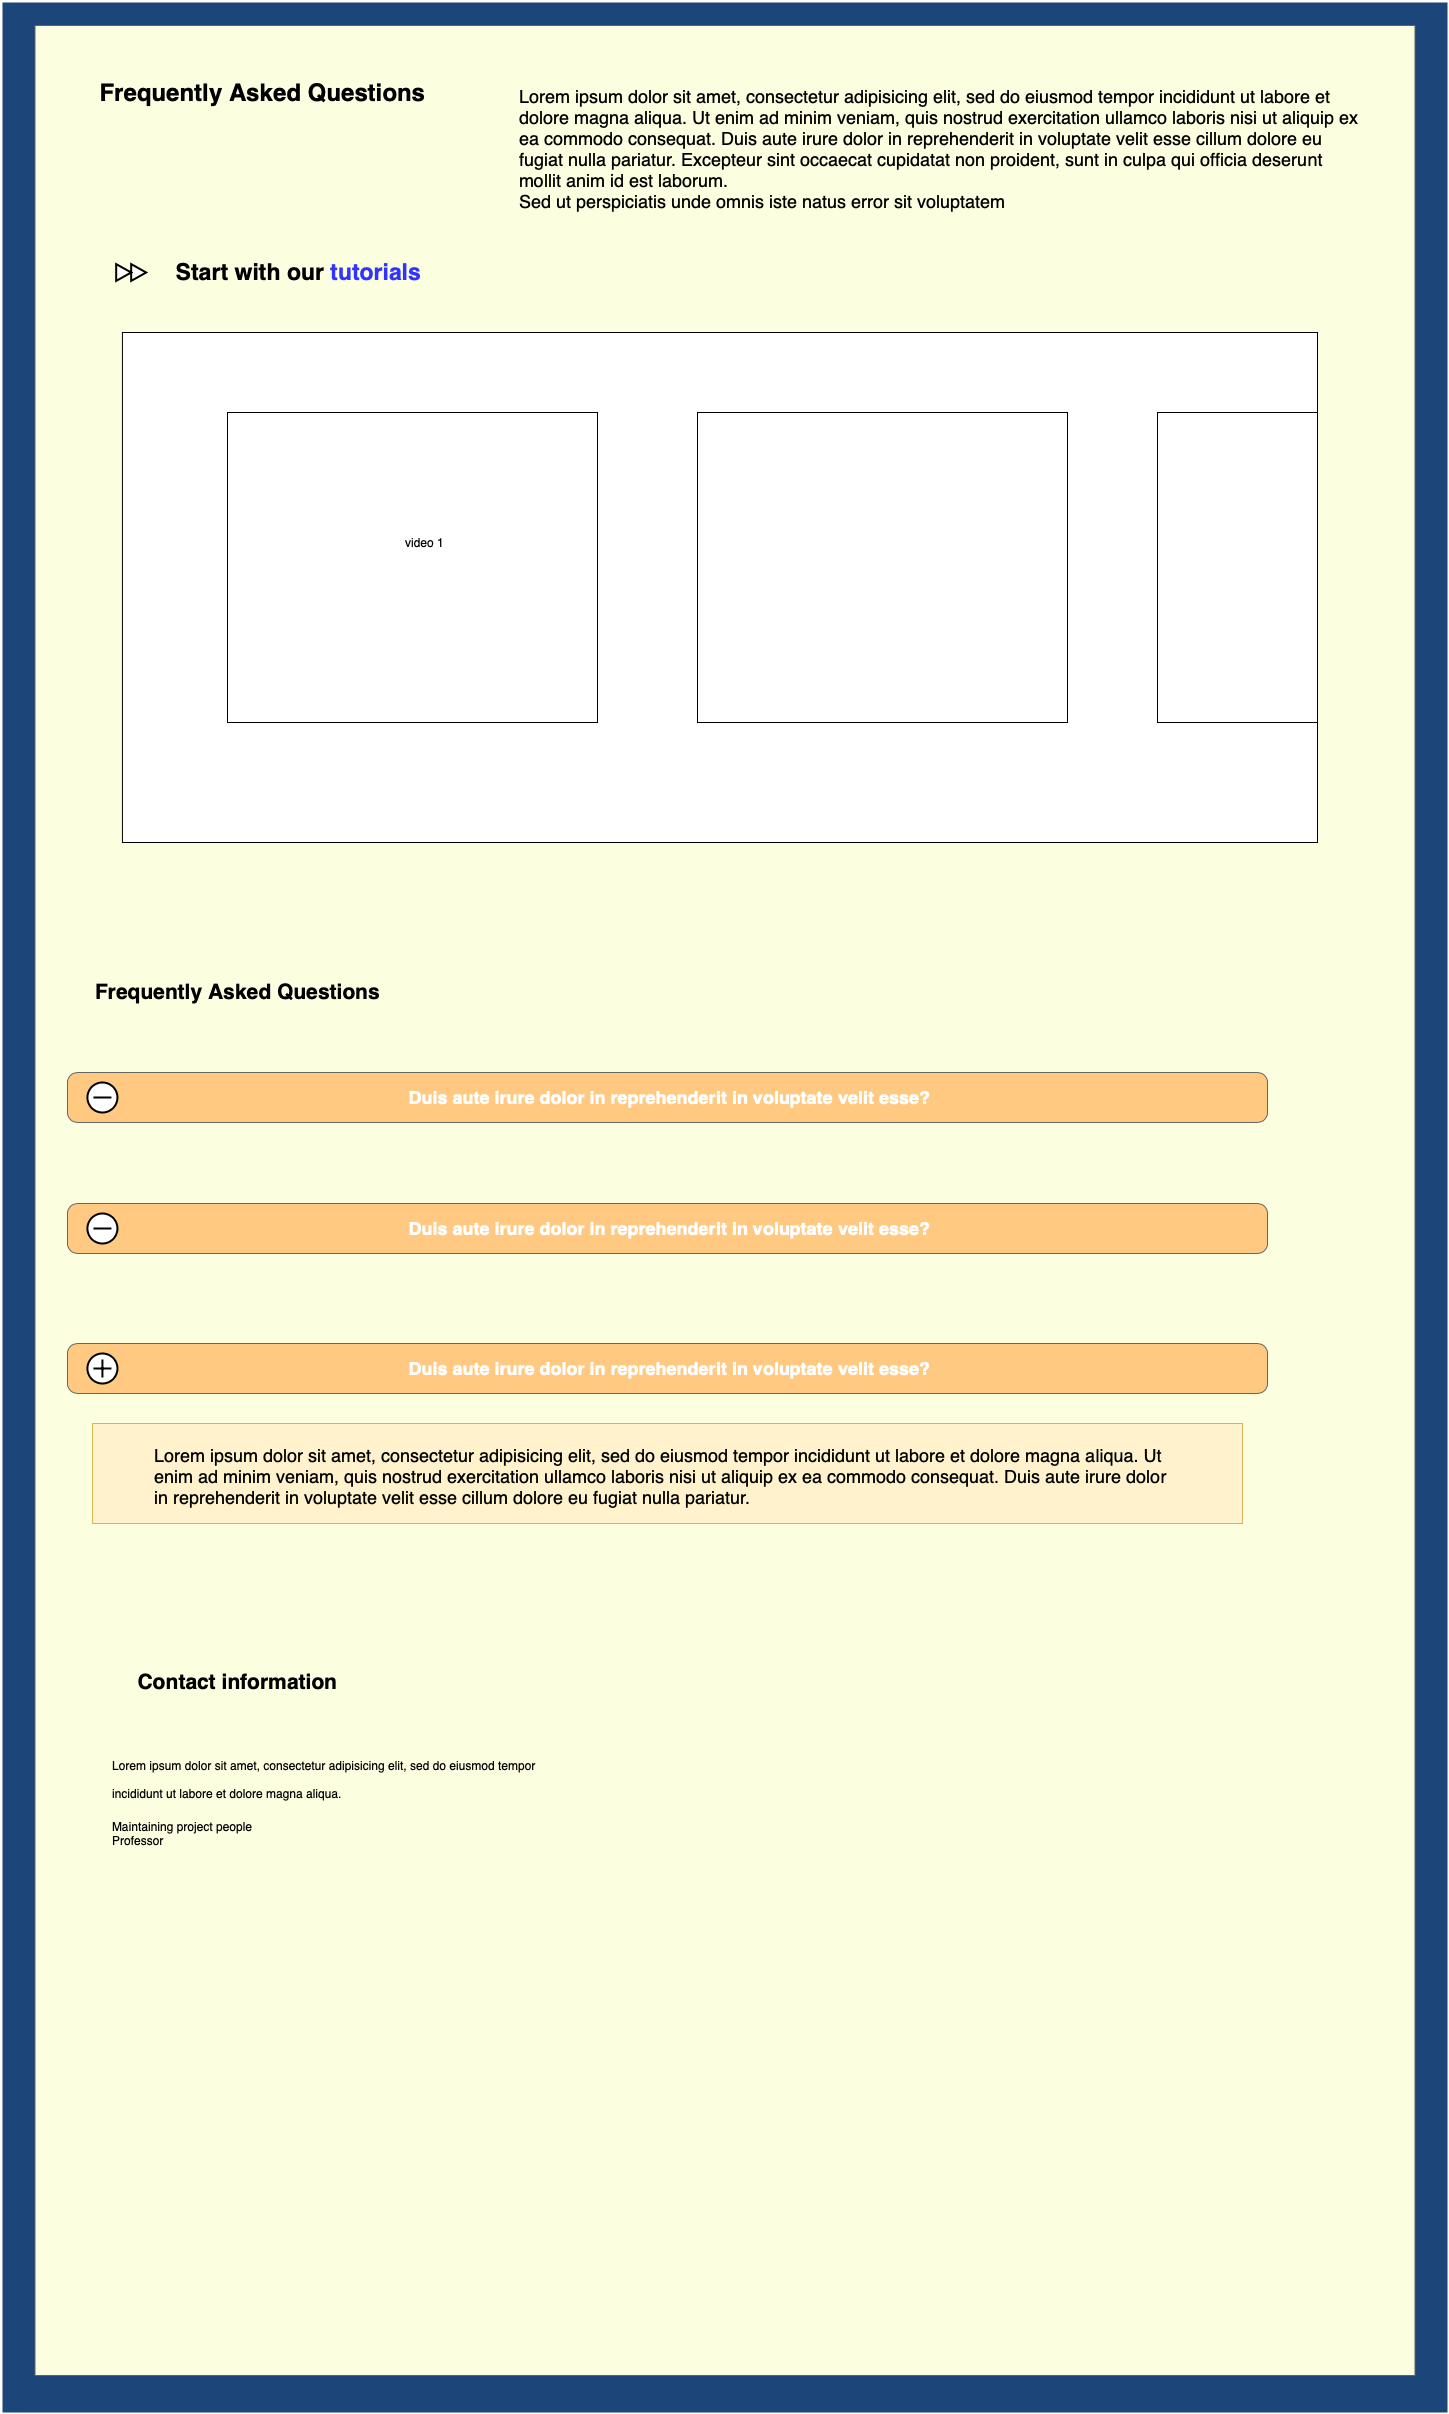 Frequently Asked Questions
Lorem ipsum dolor sit amet, consectetur adipisicing elit, sed do eiusmod tempor incididunt ut labore et
dolore magna aliqua. Ut enim ad minim veniam, quis nostrud exercitation ullamco laboris nisi ut aliquip ex
ea commodo consequat. Duis aute irure dolor in reprehenderit in voluptate velit esse cillum dolore eu
fugiat nulla pariatur. Excepteur sint occaecat cupidatat non proident, sunt in culpa qui officia deserunt
mollit anim id est laborum.
Sed ut perspiciatis unde omnis iste natus error sit voluptatem
Start with our tutorials
video 1
Frequently Asked Questions
Duis aute irure dolor in reprehenderit in voluptate velit esse?
Duis aute irure dolor in reprehenderit in voluptate velit esse?
Duis aute irure dolor in reprehenderit in voluptate velit esse?
Lorem ipsum dolor sit amet, consectetur adipisicing elit, sed do eiusmod tempor incididunt ut labore et dolore magna aliqua. Ut
enim ad minim veniam, quis nostrud exercitation ullamco laboris nisi ut aliquip ex ea commodo consequat. Duis aute irure dolor
in reprehenderit in voluptate velit esse cillum dolore eu fugiat nulla pariatur.
Contact information
Lorem ipsum dolor sit amet, consectetur adipisicing elit, sed do eiusmod tempor
incididunt ut labore et dolore magna aliqua.
Maintaining project people
Professor